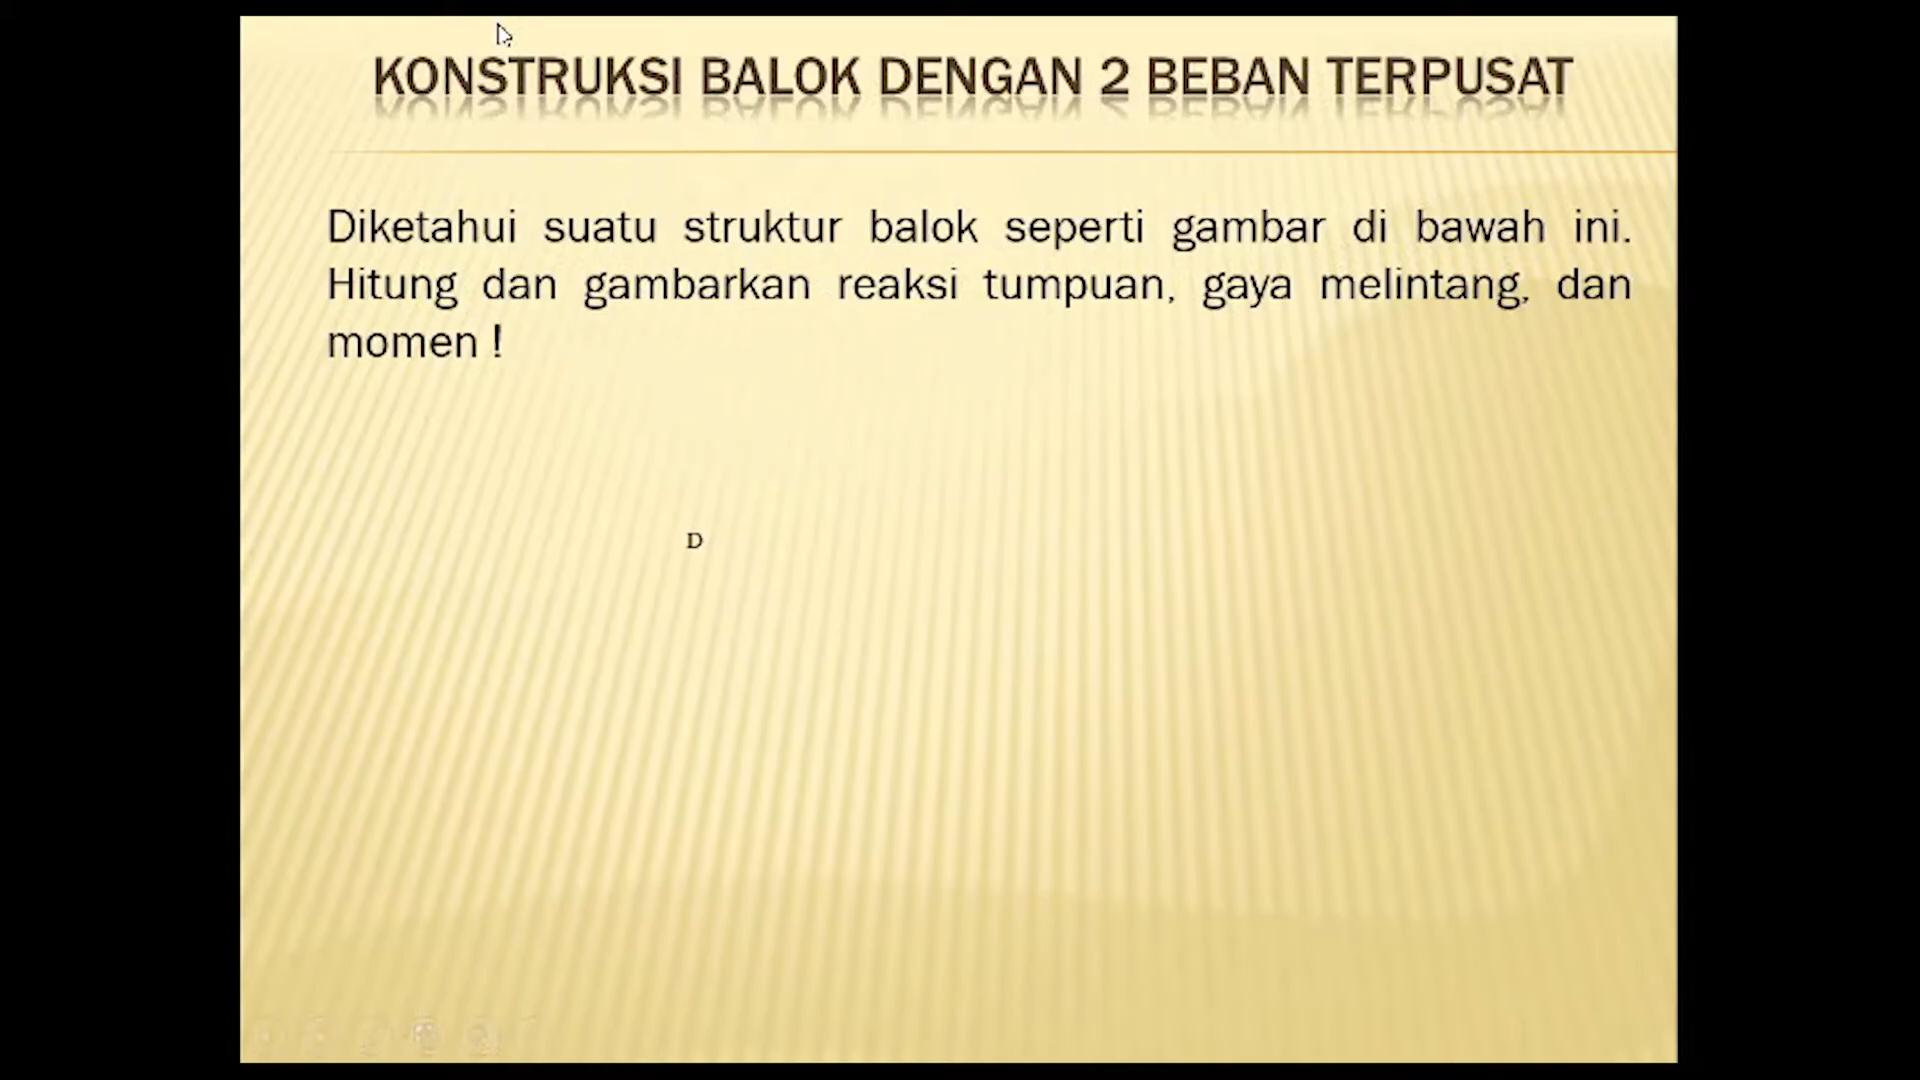 KONSTRUKSI BALOK DENGAN 2 BEBAN TERPUSAT
Diketahui suatu struktur balok seperti gambar di bawah ini.
Hitung dan gambarkan reaksi tumpuan, gaya melintang, dan
momen !
D